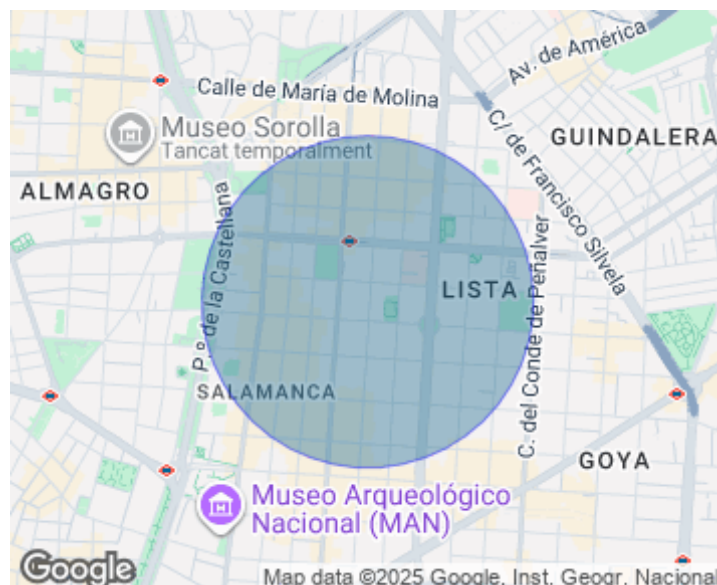 Av. de América
Calle de María de Molina
C/ de Francisco Silvela
Museo Sorolla
Tancat temporalment
GUINDALERA
ALMAGRO
P.º de la Castellana
LISTA
C. del Conde de Peñalver
SALAMANCA
GOYA
Museo Arqueológico
Nacional (MAN)
Google
Map data ©2025 Google, Inst. Geogr. Nacional